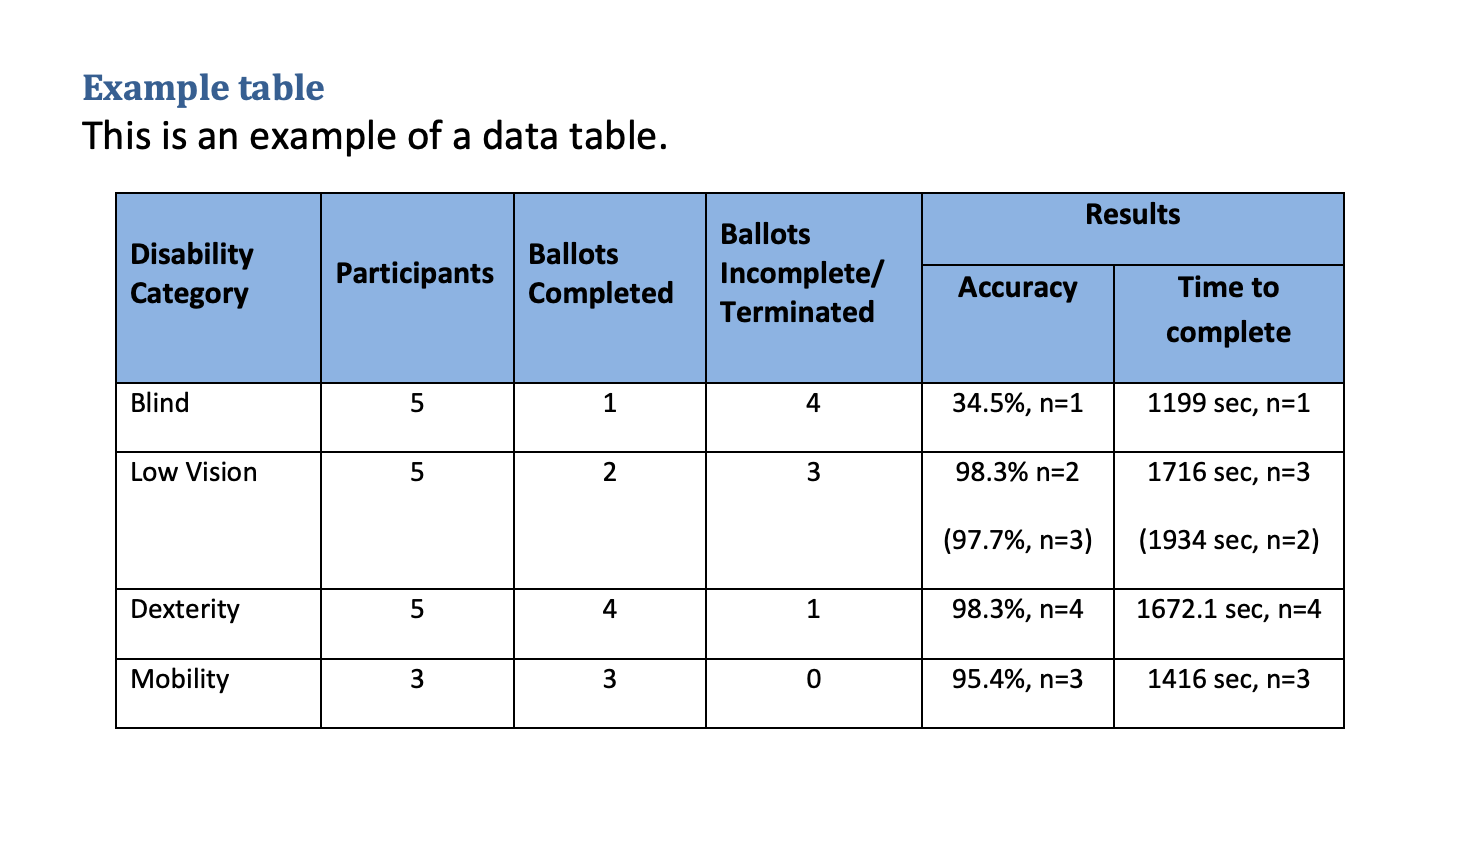 Example table
This is an example of a data table.
Disability
Category
Participants
Ballots
Completed
Ballots
Incomplete/
Terminated
Results
Accuracy
Time to
complete
Blind 5 1 4 34.5%, n=1 1199 sec, n=1
Low Vision 5 2 3 98.3% n=2 1716 sec, n=3
(97.7%, n=3) (1934 sec, n=2)
Dexterity 5 4 1 98.3%, n=4 1672.1 sec, n=4
Mobility 3 3 0 95.4%, n=3 1416 sec, n=3